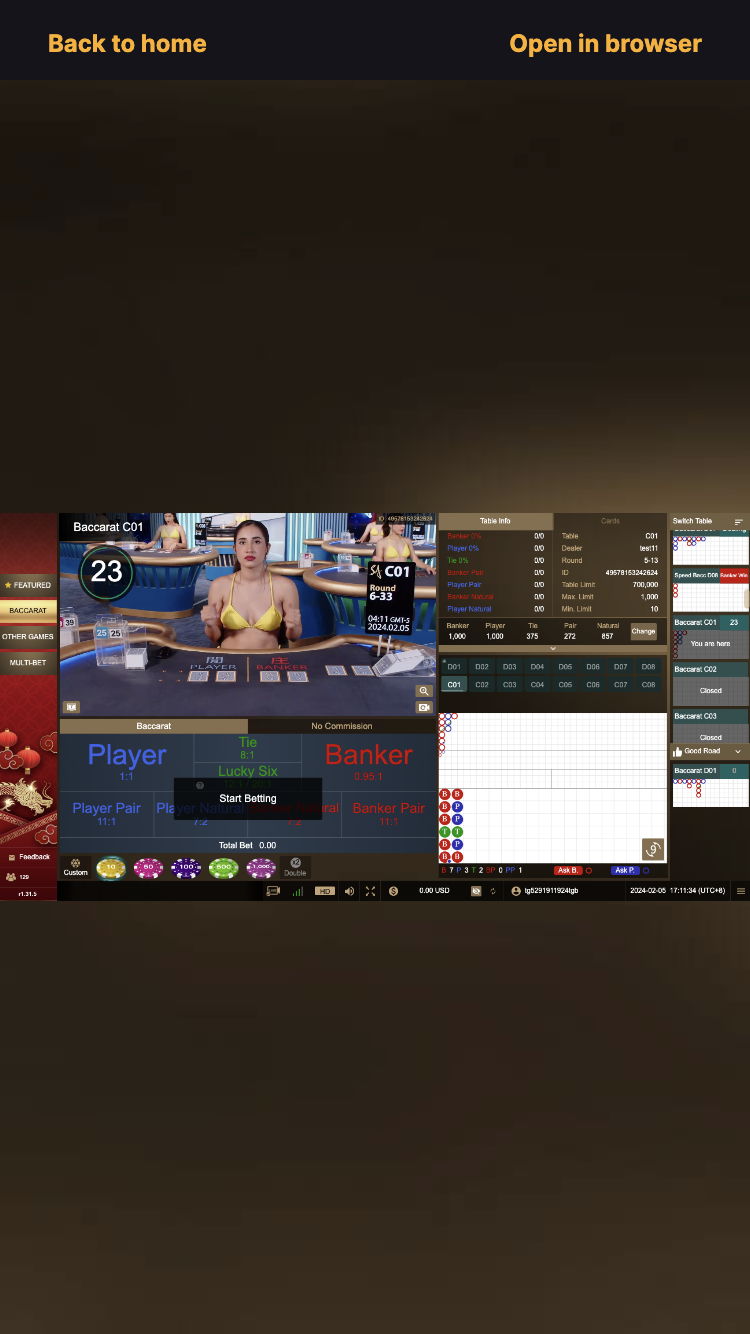 Back to home
Open in browser
FEATURED
BACCARAT
OTHER GAMES
MULTI-BET
Feedback
129
r1.31.5
Baccarat C01
ID 49578153242624
23
39
25 25
SA C01
Round
6-33
04:11 GMT-5
2024.02.05
PLAYER
BANKER
Baccarat
No Commission
Player
1:1
Tie
8:1
Lucky Six
Banker
0.95:1
Start Betting
Player Pair
11:1
Player Natural
7:2
7:2
Banker Pair
11:1
Total Bet 0.00
Custom
10
50
100
500
1,000
x2
Double
Table Info
Cards
Banker 0% 0/0
Player 0% 0/0
Tie 0% 0/0
Banker Pair 0/0
Player Pair 0/0
Banker Natural 0/0
Player Natural 0/0
Table C01
Dealer test11
Round 5-13
ID 49578153242624
Table Limit 700,000
Max. Limit 1,000
Min. Limit 10
Banker Player Tie Pair Natural
1,000 1,000 375 272 857
Change
D01 D02 D03 D04 D05 D06 D07 D08
C01 C02 C03 C04 C05 C06 C07 C08
B B
B P
B P
T T
B P
B B
9
B 7 P 3 T 2 BP 0 PP 1
Ask B.
Ask P.
Switch Table
Speed Bacc D08 Banker Win
Baccarat C01 23
You are here
Baccarat C02
Closed
Baccarat C03
Closed
Good Road
Baccarat D01 0
HD
0.00 USD
tg5291911924tgb
2024-02-05 17:11:34 (UTC+8)